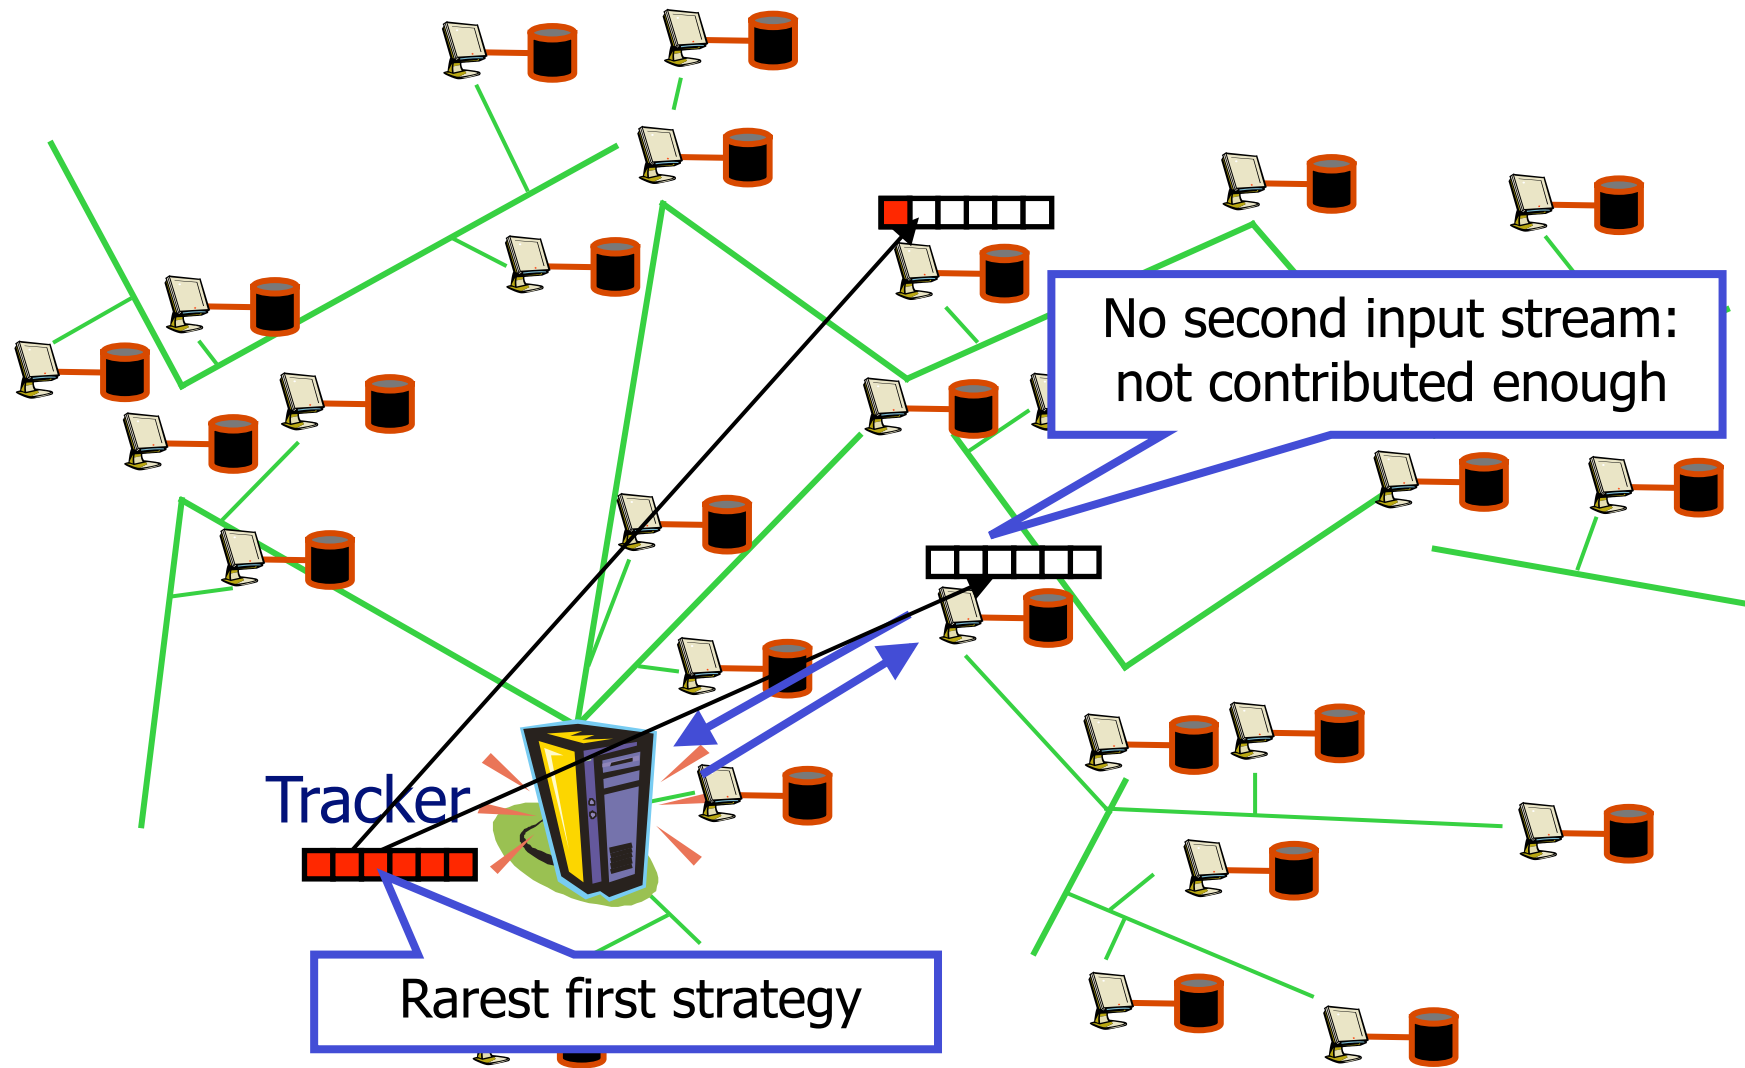 No second input stream:
not contributed enough
Tracker
Rarest first strategy